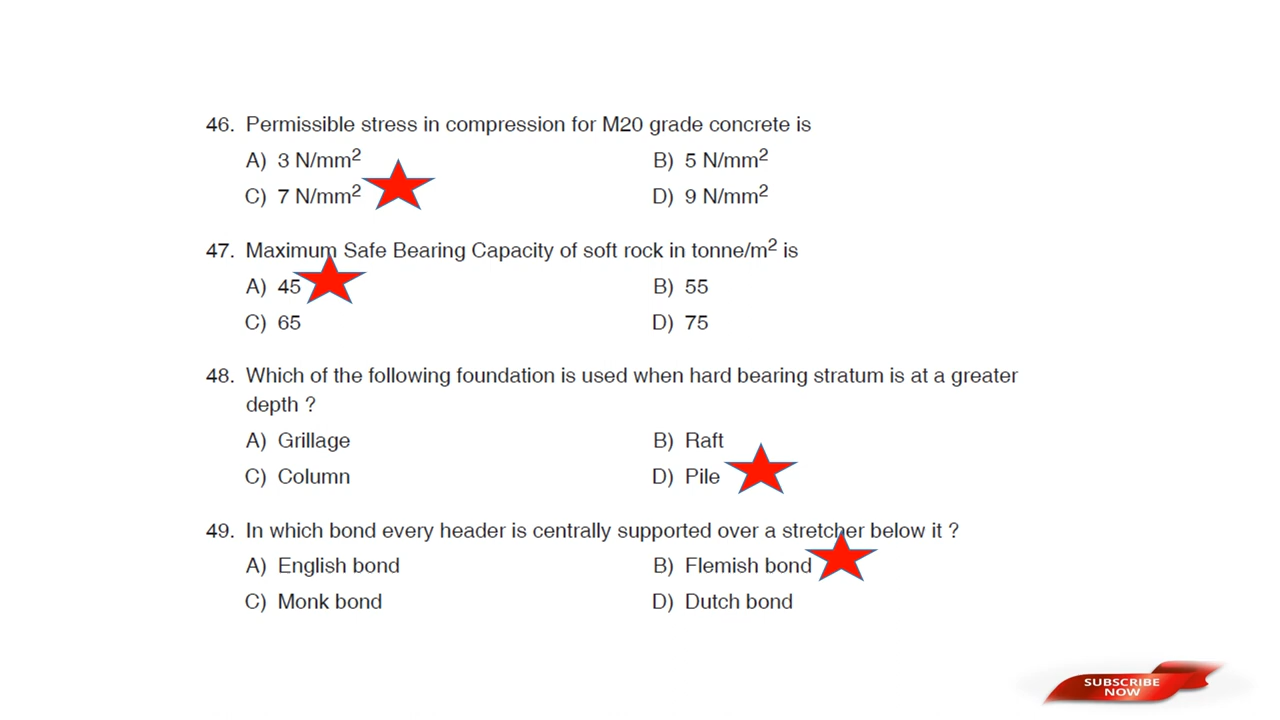 46. Permissible stress in compression for M20 grade concrete is
A) 3 N/mm² B) 5 N/mm²
C) 7 N/mm² D) 9 N/mm²
47. Maximum Safe Bearing Capacity of soft rock in tonne/m² is
A) 45 B) 55
C) 65 D) 75
48. Which of the following foundation is used when hard bearing stratum is at a greater
depth ?
A) Grillage B) Raft
C) Column D) Pile
49. In which bond every header is centrally supported over a stretcher below it ?
A) English bond B) Flemish bond
C) Monk bond D) Dutch bond
SUBSCRIBE
NOW